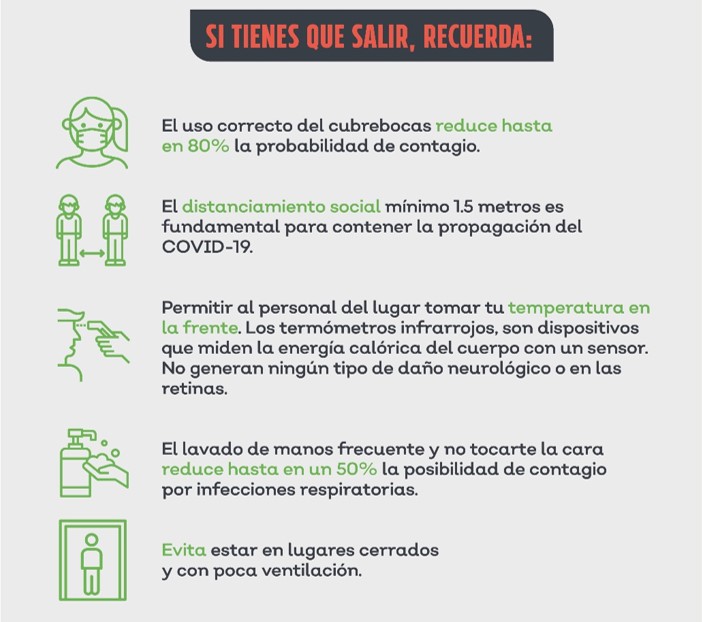 SI TIENES QUE SALIR, RECUERDA:
El uso correcto del cubrebocas reduce hasta
en 80% la probabilidad de contagio.
El distanciamiento social mínimo 1.5 metros es
fundamental para contener la propagación del
COVID-19.
Permitir al personal del lugar tomar tu temperatura en
la frente. Los termómetros infrarrojos, son dispositivos
que miden la energía calórica del cuerpo con un sensor.
No generan ningún tipo de daño neurológico o en las
retinas.
El lavado de manos frecuente y no tocarte la cara
reduce hasta en un 50% la posibilidad de contagio
por infecciones respiratorias.
Evita estar en lugares cerrados
y con poca ventilación.